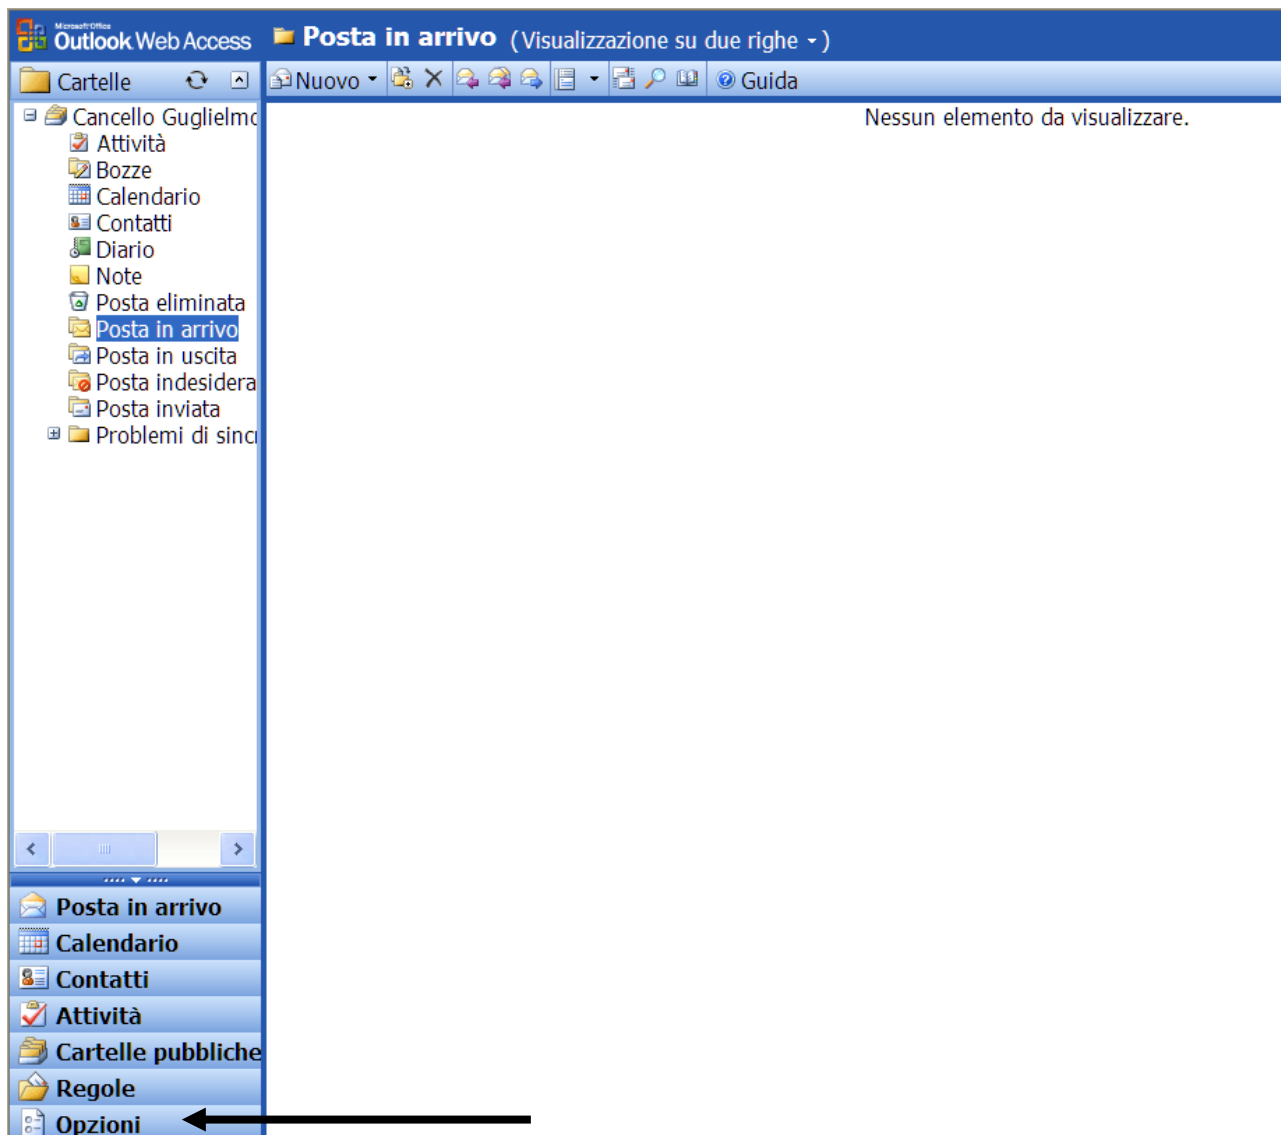 Microsoft Office
Outlook Web Access
Posta in arrivo (Visualizzazione su due righe)
Cartelle
Nuovo
Guida
Cancello Guglielmo
Nessun elemento da visualizzare.
Attività
Bozze
Calendario
Contatti
Diario
Note
Posta eliminata
Posta in arrivo
Posta in uscita
Posta indesidera
Posta inviata
Problemi di sinc
Posta in arrivo
Calendario
Contatti
Attività
Cartelle pubbliche
Regole
Opzioni